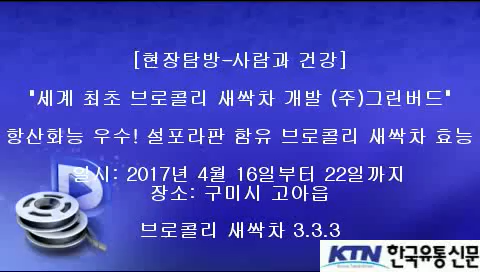 [현장탐방-사람과 건강]
"세계 최초 브로콜리 새싹차 개발 (주)그린버드"
항산화능 우수! 설포라판 함유 브로콜리 새싹차 효능
일시: 2017년 4월 16일부터 22일까지
장소: 구미시 고아읍
브로콜리 새싹차 3.3.3
KTN 한국유통신문